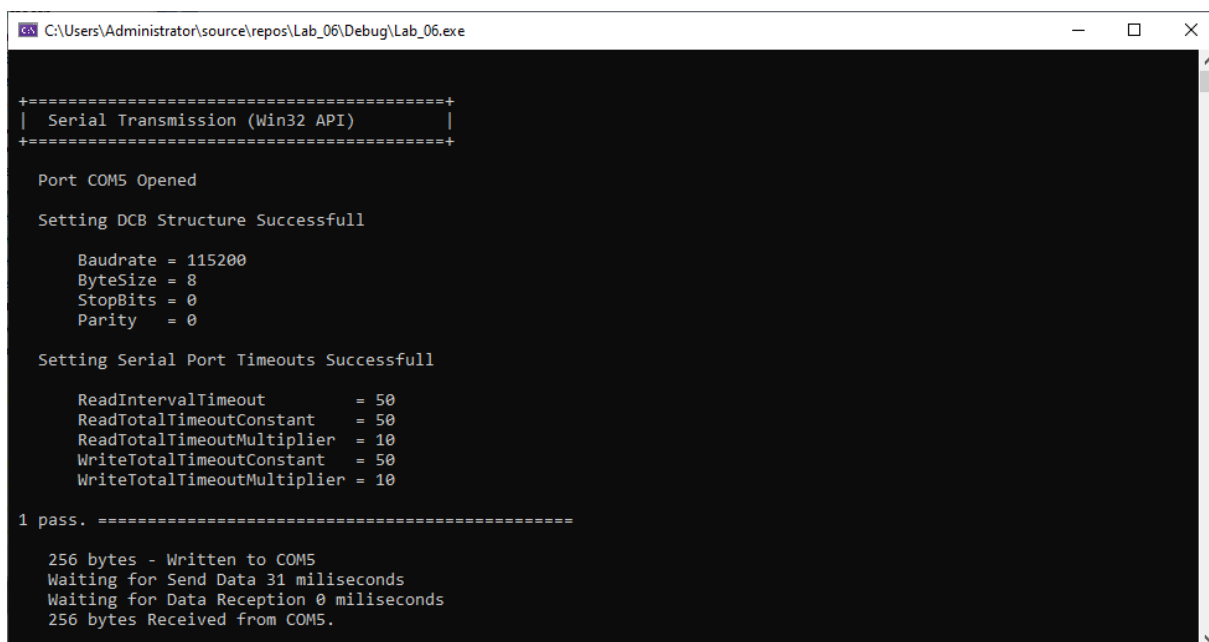 C:\Users\Administrator\source\repos\Lab_06\Debug\Lab_06.exe
+==========================================+
|  Serial Transmission (Win32 API)         |
+==========================================+
Port COM5 Opened
Setting DCB Structure Successfull
Baudrate = 115200
ByteSize = 8
StopBits = 0
Parity   = 0
Setting Serial Port Timeouts Successfull
ReadIntervalTimeout         = 50
ReadTotalTimeoutConstant    = 50
ReadTotalTimeoutMultiplier  = 10
WriteTotalTimeoutConstant   = 50
WriteTotalTimeoutMultiplier = 10
1 pass. ================================================
256 bytes - Written to COM5
Waiting for Send Data 31 miliseconds
Waiting for Data Reception 0 miliseconds
256 bytes Received from COM5.